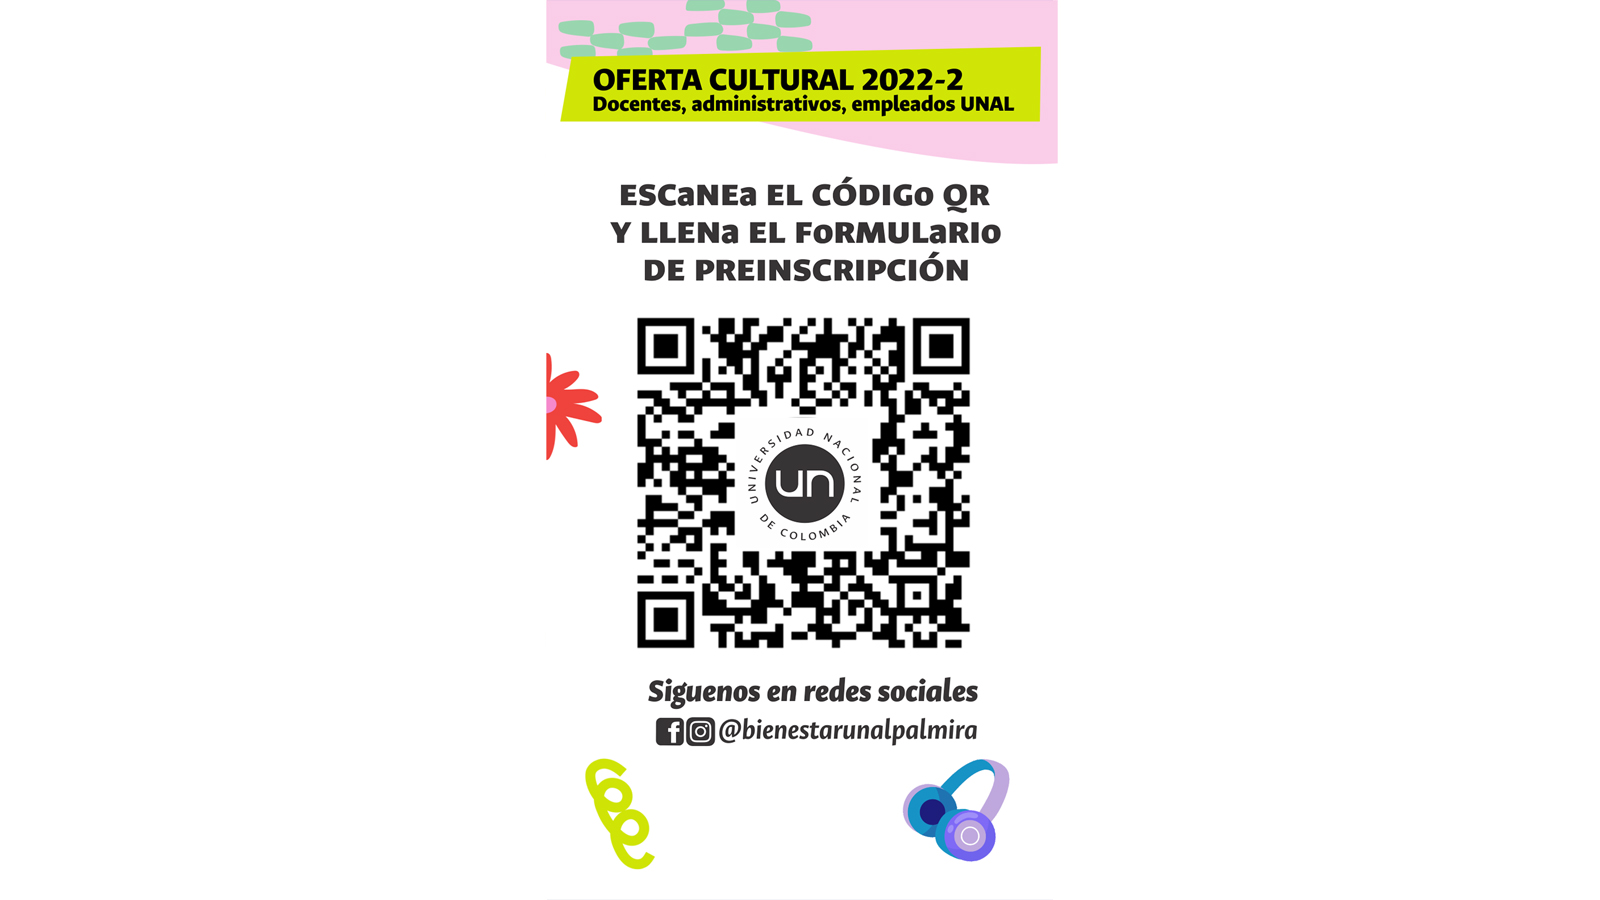 OFERTA CULTURAL 2022-2
Docentes, administrativos, empleados UNAL
ESCaNEa EL CÓDIGo QR
Y LLENa EL FoRMULaRIo
DE PREINSCRIPCIÓN
UNIVERSIDAD NACIONAL
un
DE COLOMBIA
Siguenos en redes sociales
@bienestarunalpalmira